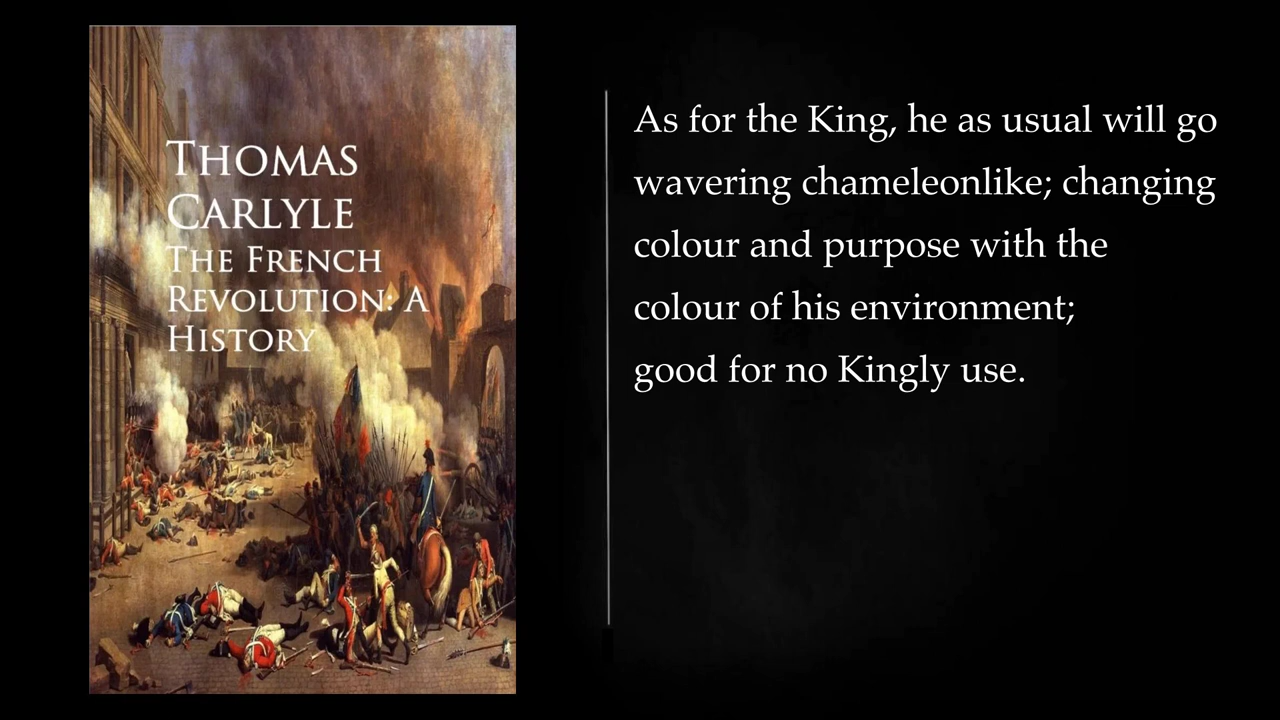 THOMAS
CARLYLE
THE FRENCH
REVOLUTION: A
HISTORY
As for the King, he as usual will go
wavering chameleonlike; changing
colour and purpose with the
colour of his environment;
good for no Kingly use.